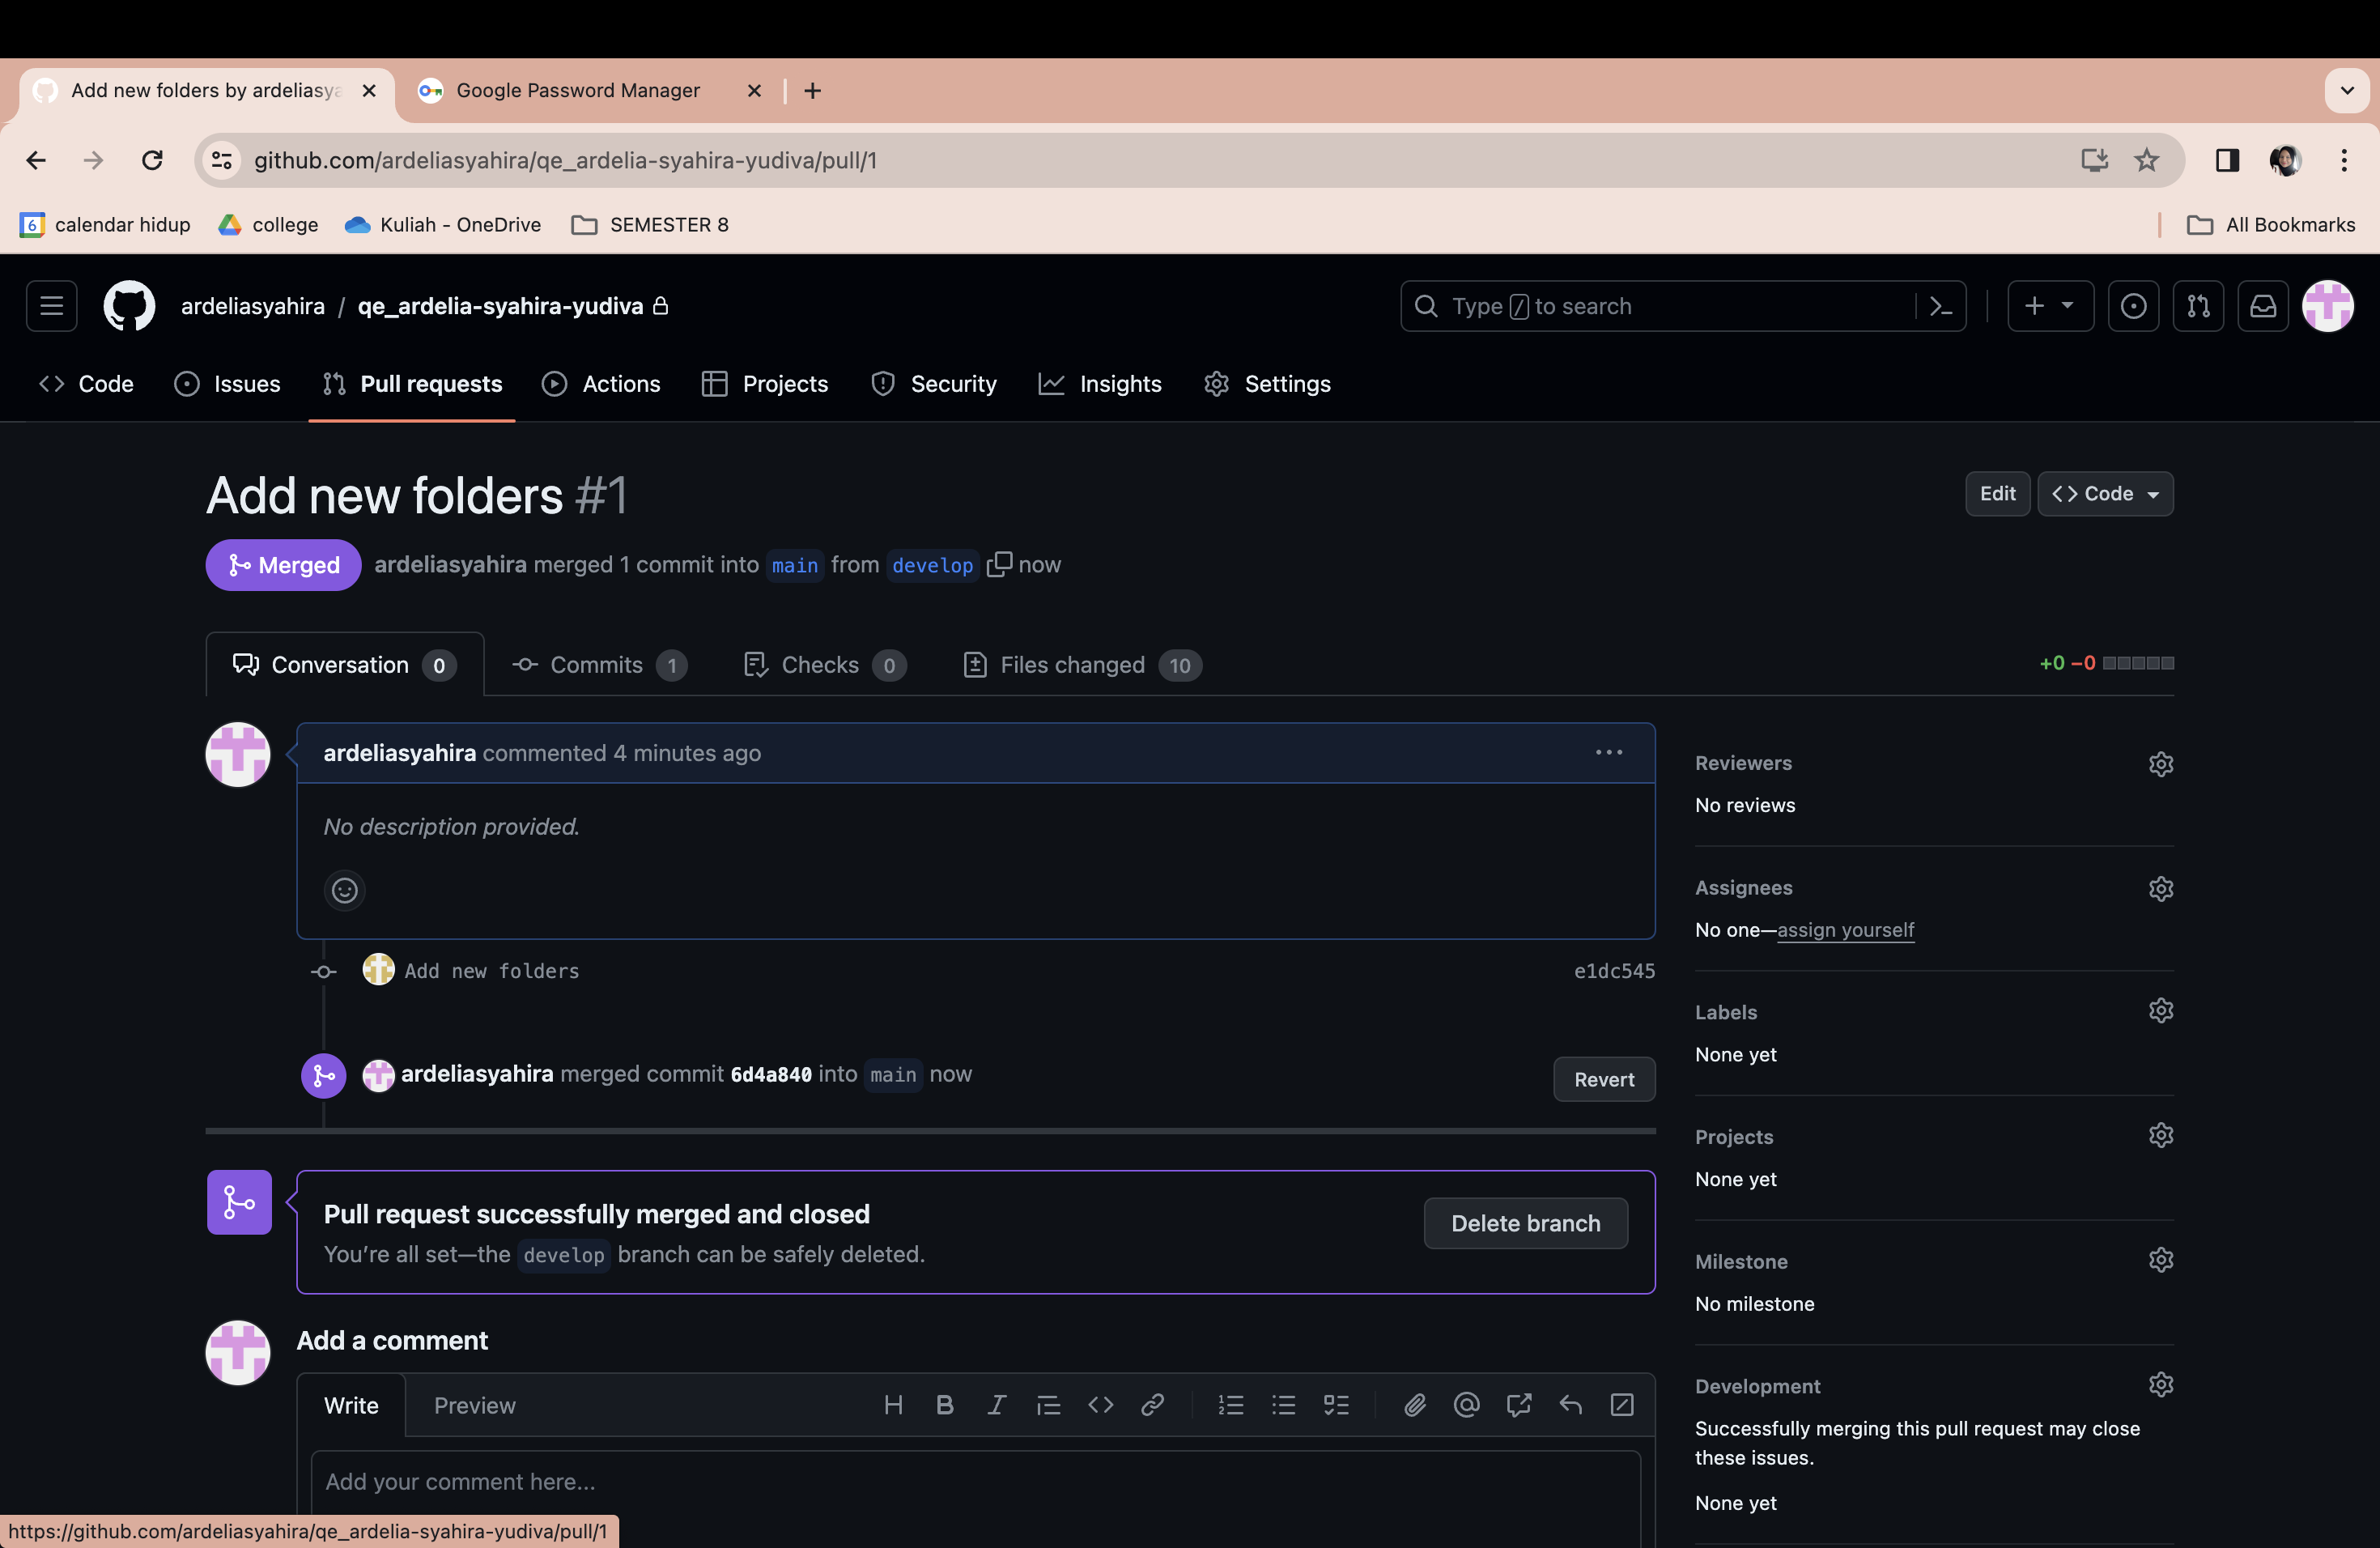 Add new folders by ardeliasya
Google Password Manager
github.com/ardeliasyahira/qe_ardelia-syahira-yudiva/pull/1
6 calendar hidup
college
Kuliah - OneDrive
SEMESTER 8
All Bookmarks
ardeliasyahira / qe_ardelia-syahira-yudiva
Type / to search
Code
Issues
Pull requests
Actions
Projects
Security
Insights
Settings
Add new folders #1
Edit
Code
Merged
ardeliasyahira merged 1 commit into main from develop now
Conversation 0
Commits 1
Checks 0
Files changed 10
+0 −0
ardeliasyahira commented 4 minutes ago
No description provided.
Add new folders
e1dc545
ardeliasyahira merged commit 6d4a840 into main now
Revert
Pull request successfully merged and closed
You’re all set—the develop branch can be safely deleted.
Delete branch
Add a comment
Write
Preview
Add your comment here...
Reviewers
No reviews
Assignees
No one—assign yourself
Labels
None yet
Projects
None yet
Milestone
No milestone
Development
Successfully merging this pull request may close
these issues.
None yet
https://github.com/ardeliasyahira/qe_ardelia-syahira-yudiva/pull/1